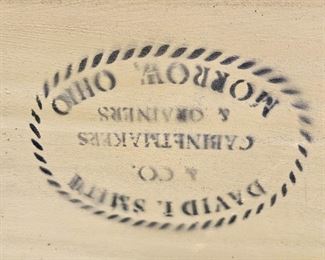 DAVID T. SMITH
& CO.
CABINETMAKERS
& GRAINERS
MORROW, OHIO